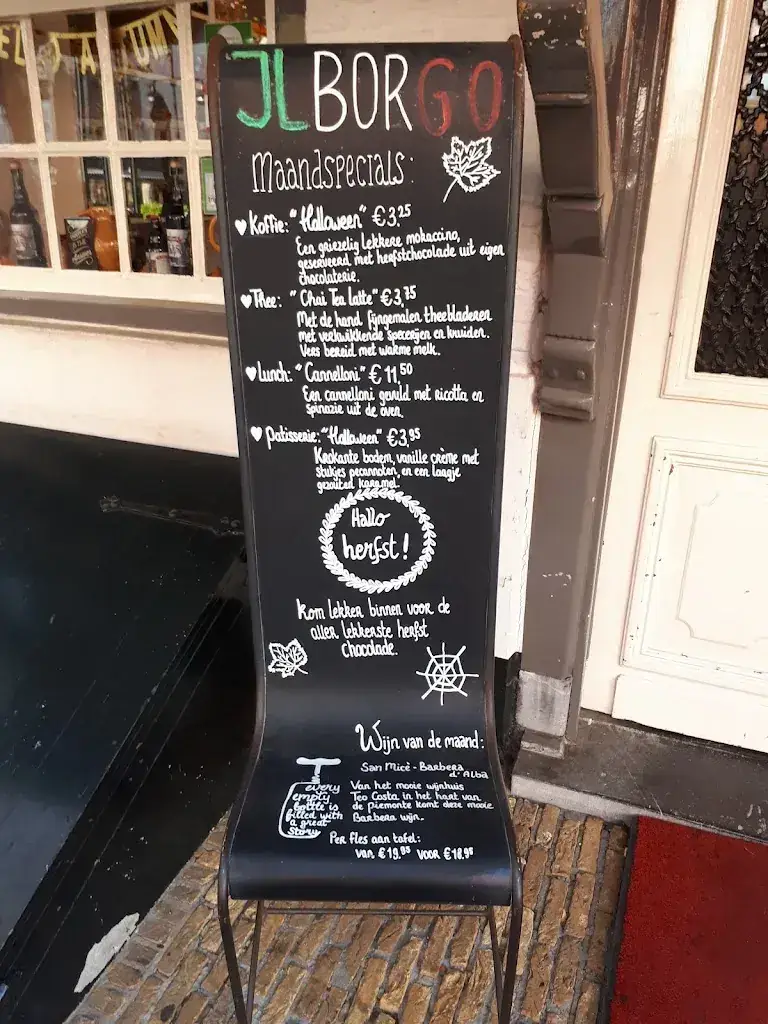 JL BORGO
Maandspecials:
Koffie: "Halloween" €3,25
Een griezelig lekkere mokaccino,
geserveerd met herfstchocolade uit eigen
chocolaterie.
Thee: "Chai Tea latte" €3,75
Met de hand fijngemalen theebladeren
met verkwikkende specerijen en kruiden.
Vers bereid met warme melk.
Lunch: "Cannelloni" €11,50
Een cannelloni gevuld met ricotta en
spinazie uit de oven.
Patisserie: "Halloween" €3,95
Krokante bodem, vanille crème met
stukjes pecannoten, en een laagje
gezouten karamel.
Hallo
herfst!
Kom lekker binnen voor de
aller lekkerste herfst
chocolade.
Wijn van de maand:
San Micè - Barbera
d'Alba
every
empty
bottle is
filled with
a great
story
Van het mooie wijnhuis
Teo Costa in het hart van
de piemonte komt deze mooie
Barbera wijn.
Per Fles aan tafel:
van €19,95 voor €18,95